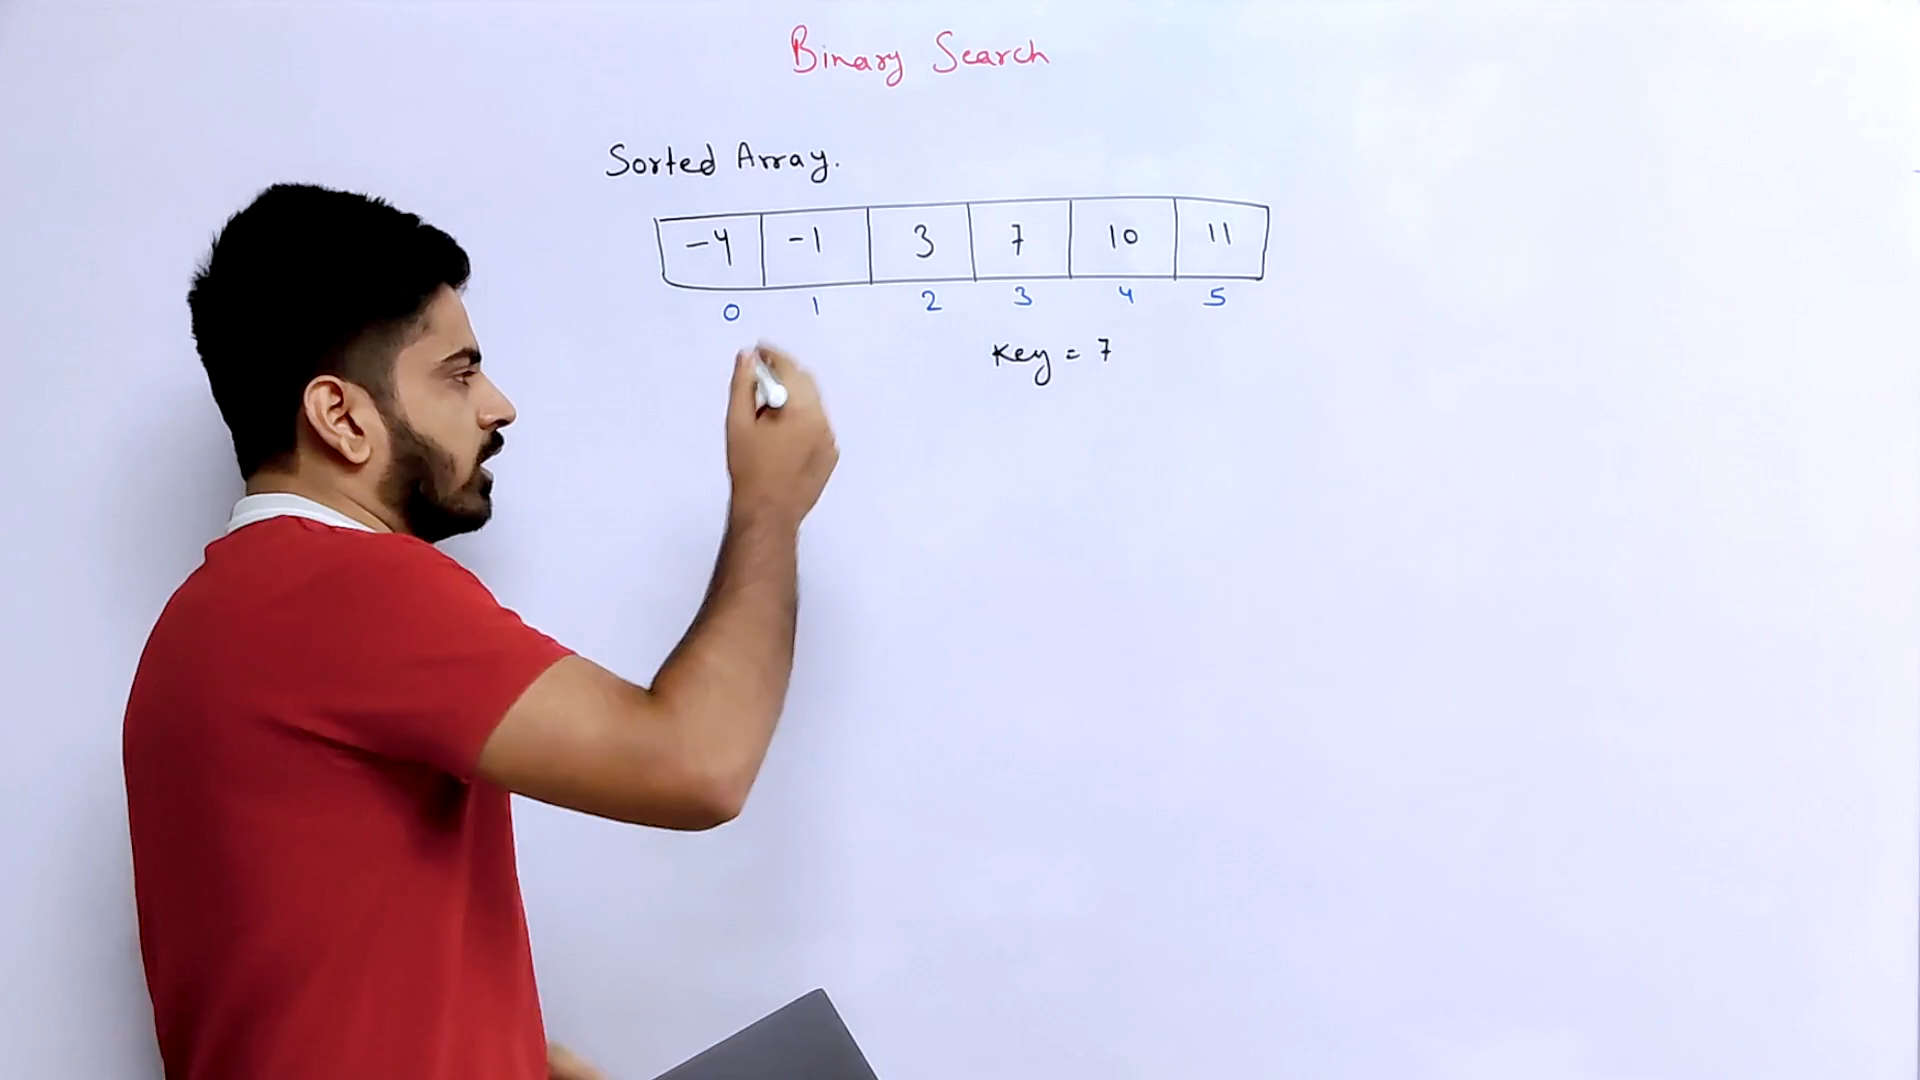 Binary Search
Sorted Array.
-4 -1 3 7 10 11
0 1 2 3 4 5
Key = 7